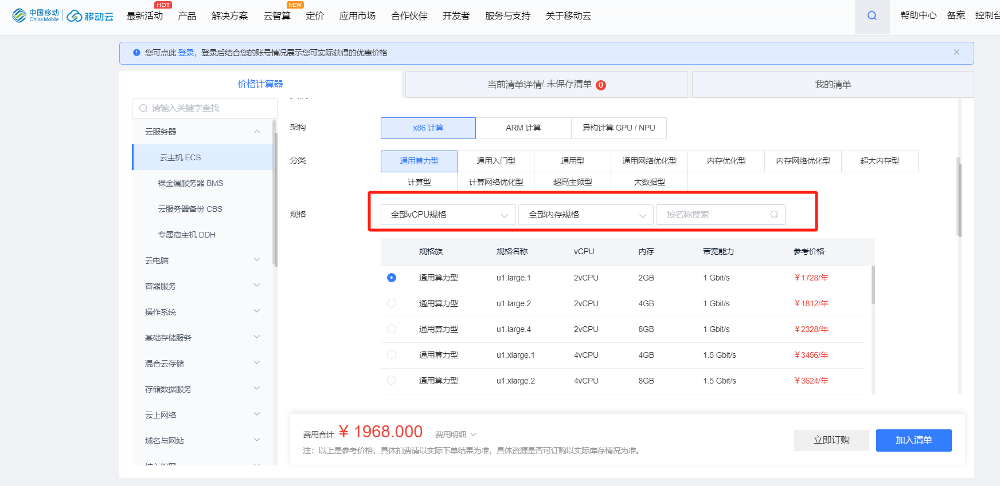 中国移动
China Mobile
移动云
最新活动 HOT
产品
解决方案
云智算 NEW
定价
应用市场
合作伙伴
开发者
服务与支持
关于移动云
帮助中心
备案
控制台
您可点此 登录，登录后结合您的账号情况展示您可实际获得的优惠价格
价格计算器
当前清单详情/ 未保存清单 0
我的清单
请输入关键字查找
云服务器
云主机 ECS
裸金属服务器 BMS
云服务器备份 CBS
专属宿主机 DDH
云电脑
容器服务
操作系统
基础存储服务
混合云存储
存储数据服务
云上网络
域名与网站
架构
x86 计算
ARM 计算
异构计算 GPU / NPU
分类
通用算力型
通用入门型
通用型
通用网络优化型
内存优化型
内存网络优化型
超大内存型
计算型
计算网络优化型
超高主频型
大数据型
规格
全部vCPU规格
全部内存规格
按名称搜索
规格族 规格名称 vCPU 内存 带宽能力 参考价格
通用算力型 u1.large.1 2vCPU 2GB 1 Gbit/s ¥1728/年
通用算力型 u1.large.2 2vCPU 4GB 1 Gbit/s ¥1812/年
通用算力型 u1.large.4 2vCPU 8GB 1 Gbit/s ¥2328/年
通用算力型 u1.xlarge.1 4vCPU 4GB 1.5 Gbit/s ¥3456/年
通用算力型 u1.xlarge.2 4vCPU 8GB 1.5 Gbit/s ¥3624/年
费用合计: ¥ 1968.000 费用明细
注：以上是参考价格，具体扣费请以实际下单结果为准，具体资源是否可订购以实际库存情况为准。
立即订购
加入清单